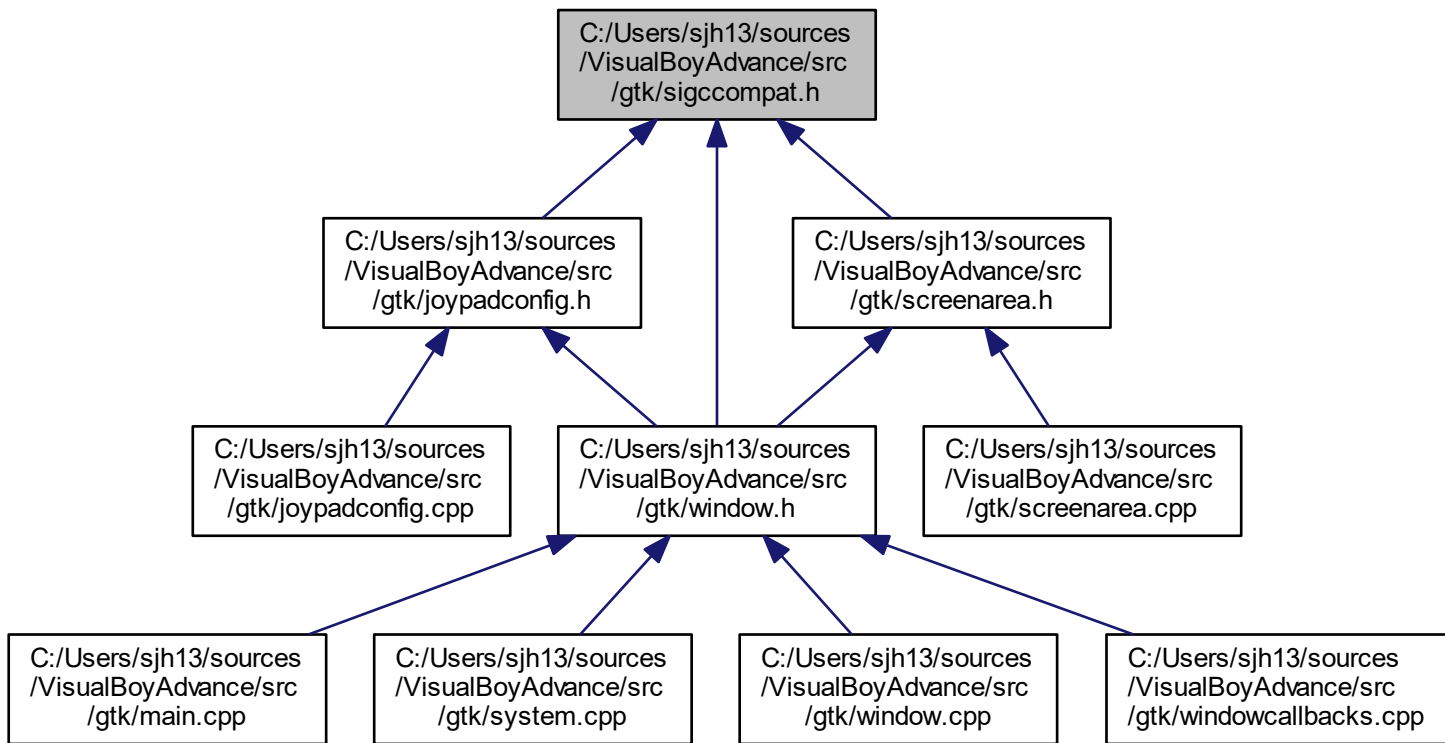 C:/Users/sjh13/sources
/VisualBoyAdvance/src
/gtk/sigccompat.h
C:/Users/sjh13/sources
/VisualBoyAdvance/src
/gtk/joypadconfig.h
C:/Users/sjh13/sources
/VisualBoyAdvance/src
/gtk/screenarea.h
C:/Users/sjh13/sources
/VisualBoyAdvance/src
/gtk/joypadconfig.cpp
C:/Users/sjh13/sources
/VisualBoyAdvance/src
/gtk/window.h
C:/Users/sjh13/sources
/VisualBoyAdvance/src
/gtk/screenarea.cpp
C:/Users/sjh13/sources
/VisualBoyAdvance/src
/gtk/main.cpp
C:/Users/sjh13/sources
/VisualBoyAdvance/src
/gtk/system.cpp
C:/Users/sjh13/sources
/VisualBoyAdvance/src
/gtk/window.cpp
C:/Users/sjh13/sources
/VisualBoyAdvance/src
/gtk/windowcallbacks.cpp